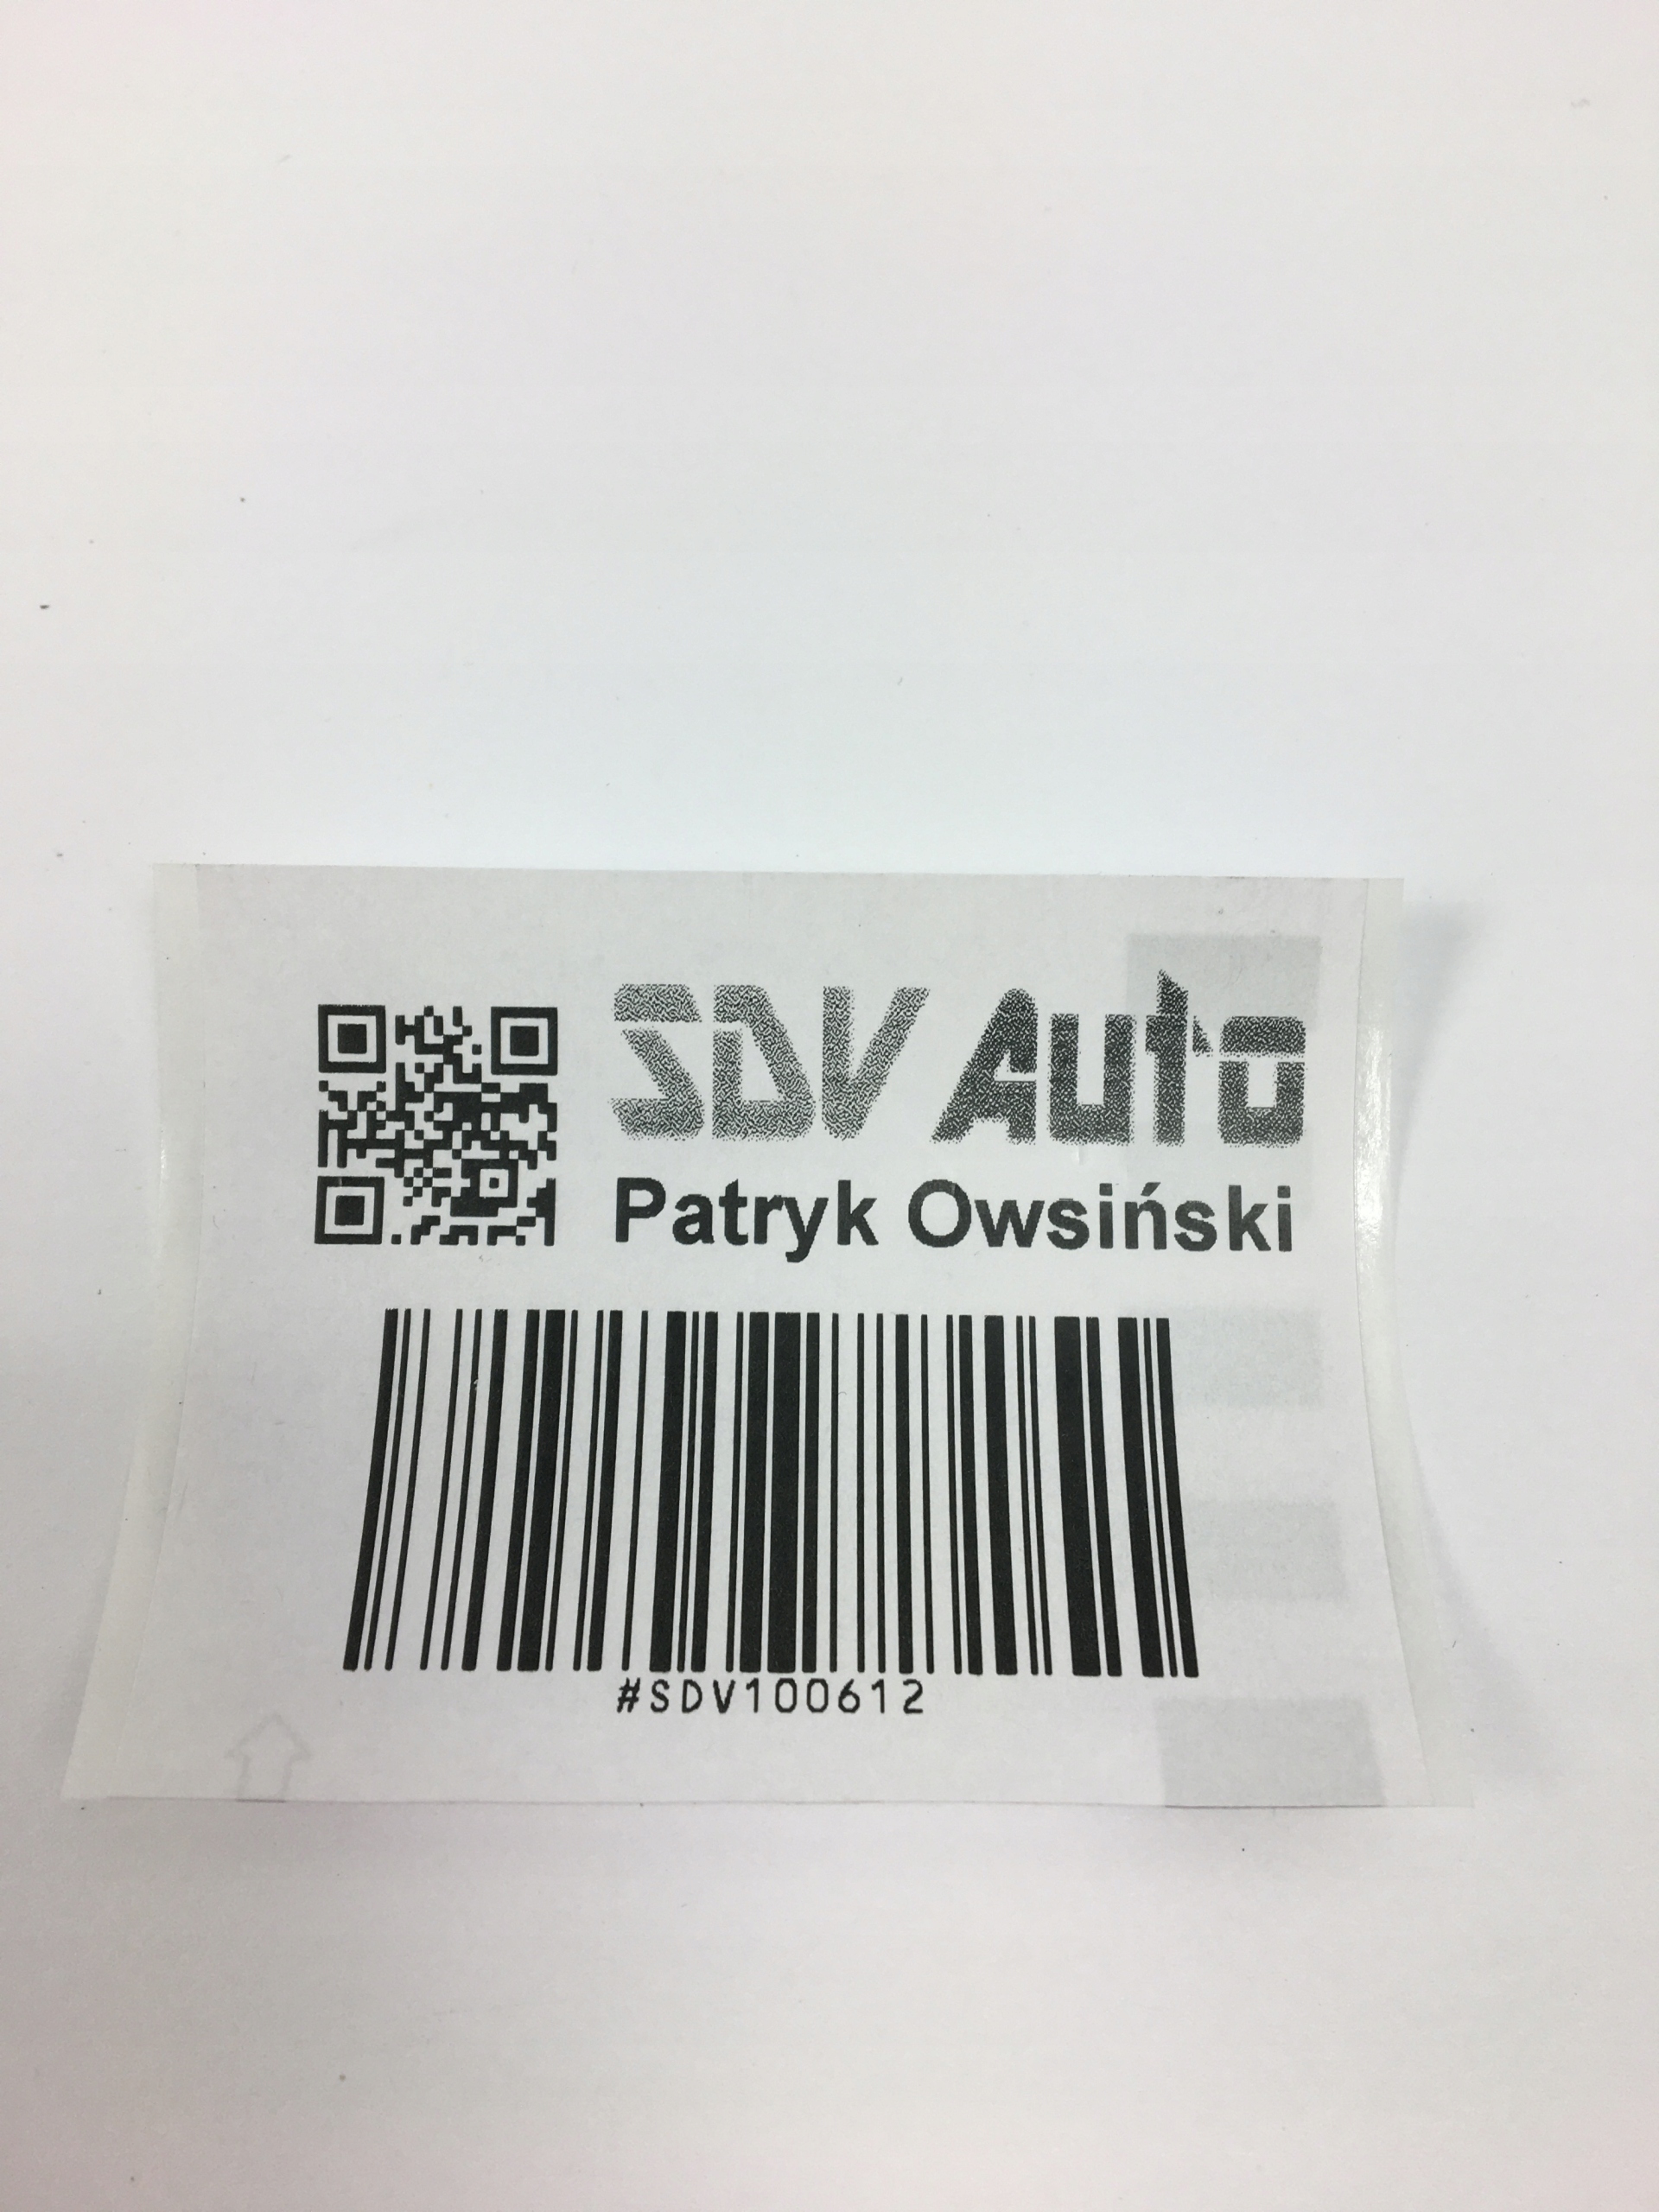 SDV Auto
Patryk Owsiński
#SDV100612